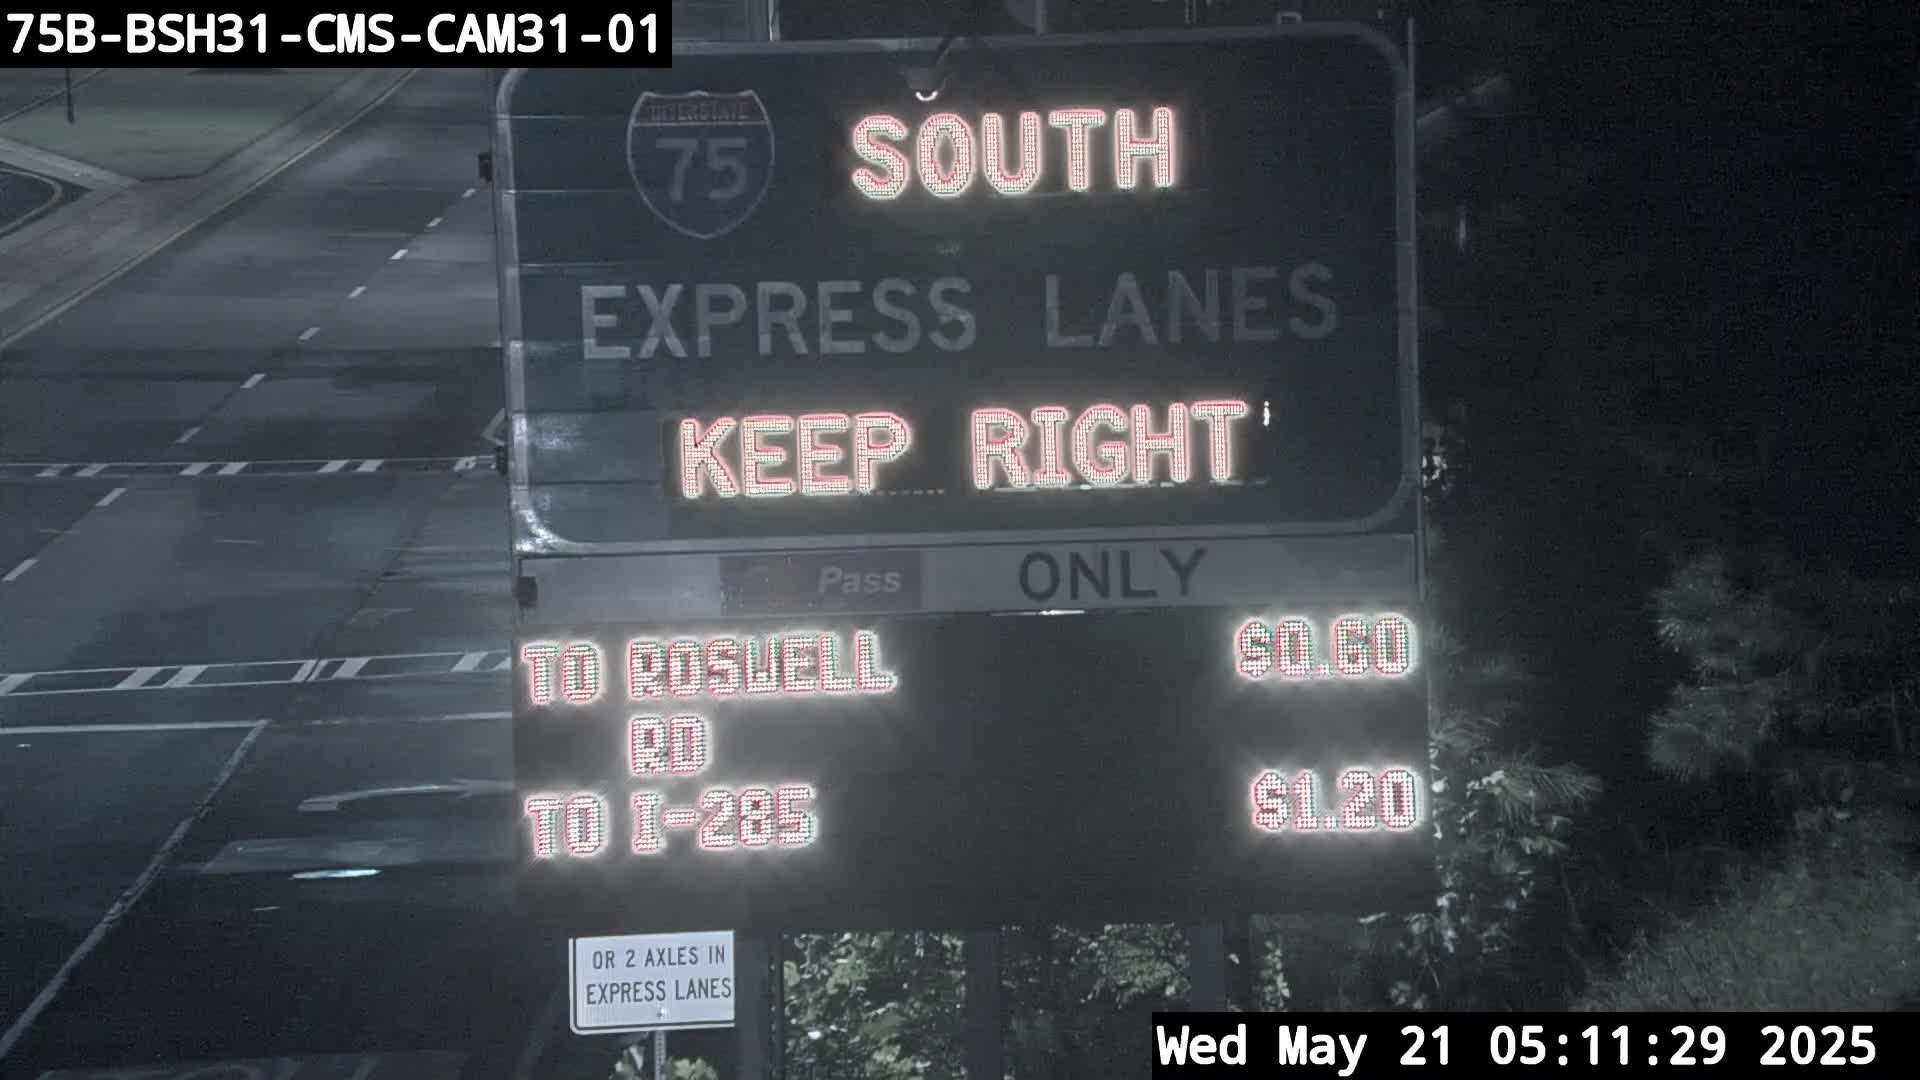 75B-BSH31-CMS-CAM31-01
INTERSTATE
75
SOUTH
EXPRESS LANES
KEEP RIGHT
Pass ONLY
TO ROSWELL $0.60
RD
TO I-285 $1.20
OR 2 AXLES IN
EXPRESS LANES
Wed May 21 05:11:29 2025